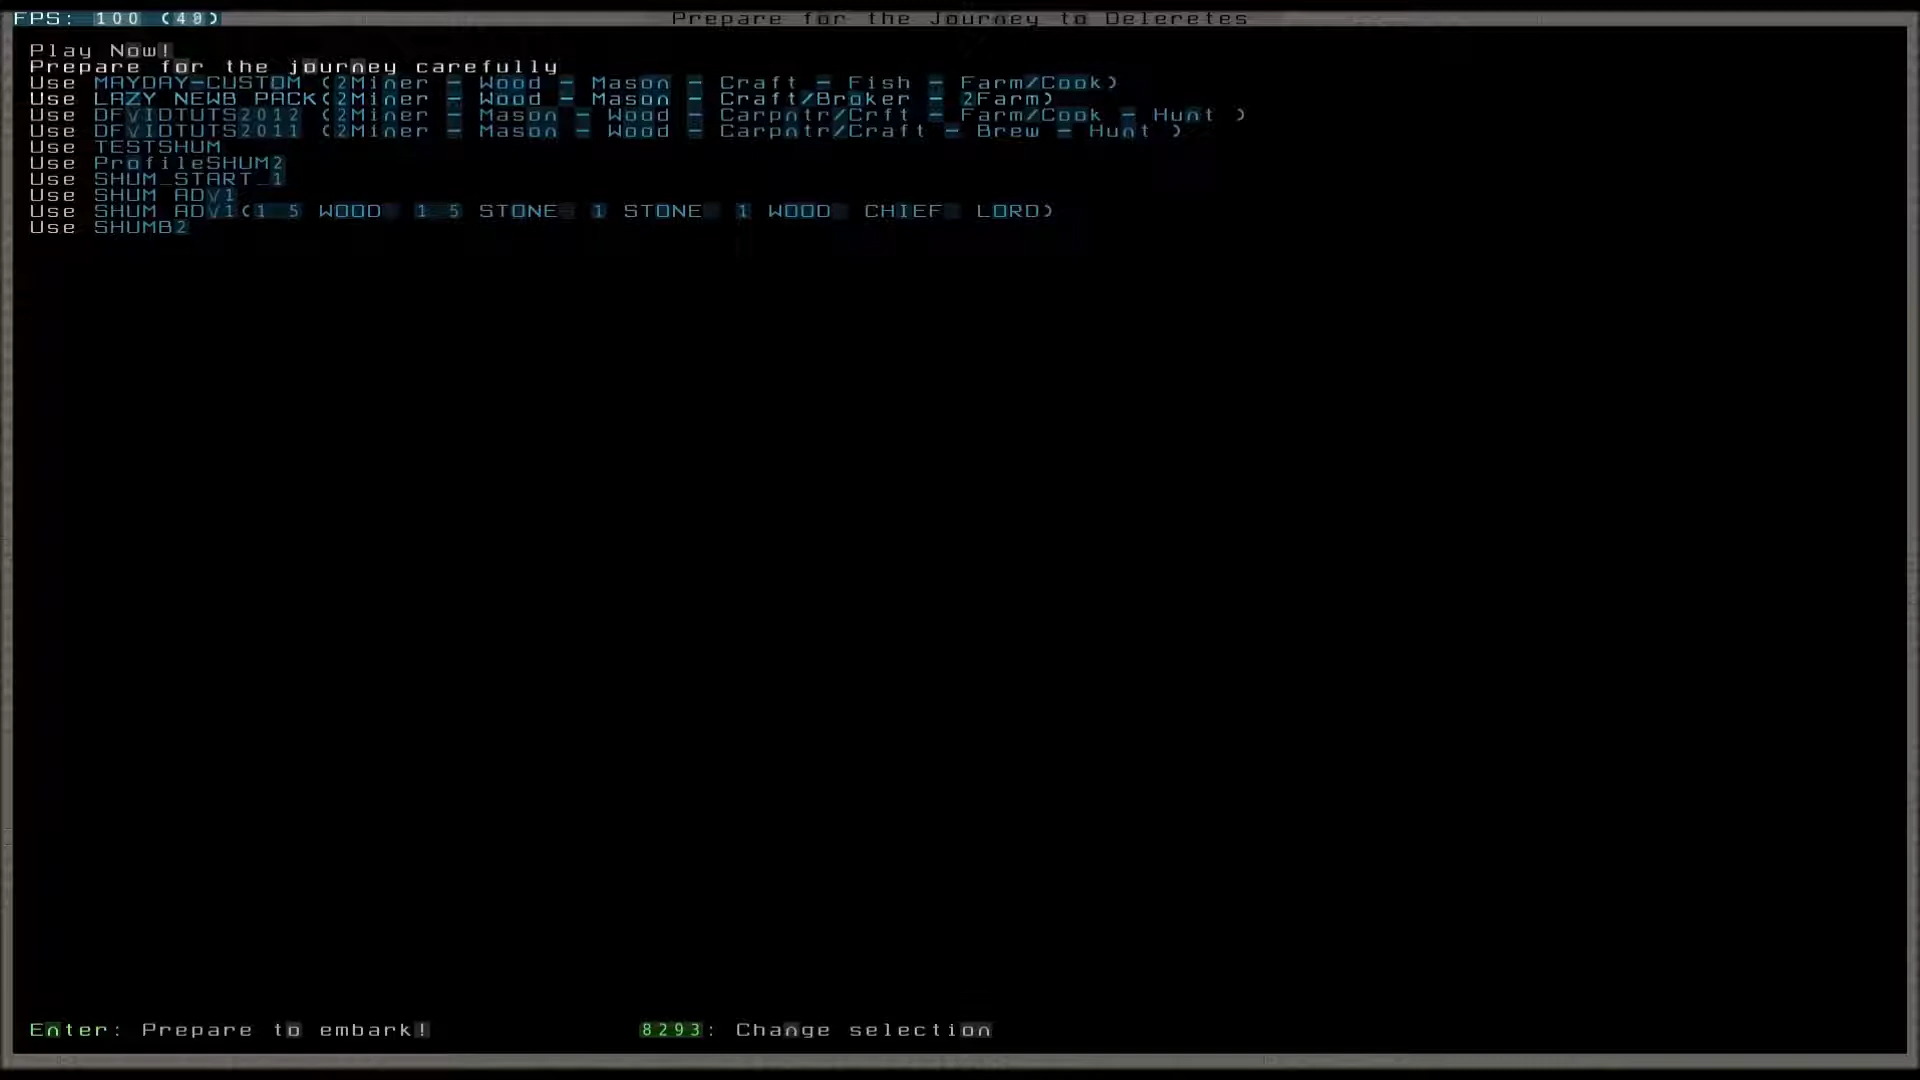 FPS: 100 (40)
Prepare for the Journey to Deleretes
Play Now!
Prepare for the journey carefully
Use MAYDAY-CUSTOM (2Miner - Wood - Mason - Craft - Fish - Farm/Cook)
Use LAZY NEWB PACK(2Miner - Wood - Mason - Craft/Broker - 2Farm)
Use DFVIDTUTS2012 (2Miner - Mason - Wood - Carpntr/Crft - Farm/Cook - Hunt )
Use DFVIDTUTS2011 (2Miner - Mason - Wood - Carpntr/Craft - Brew - Hunt )
Use TESTSHUM
Use ProfileSHUM2
Use SHUM_START_1
Use SHUM ADV1
Use SHUM ADV1(1 5 WOOD 1 5 STONE 1 STONE 1 WOOD CHIEF LORD)
Use SHUMB2
Enter: Prepare to embark!
8293: Change selection